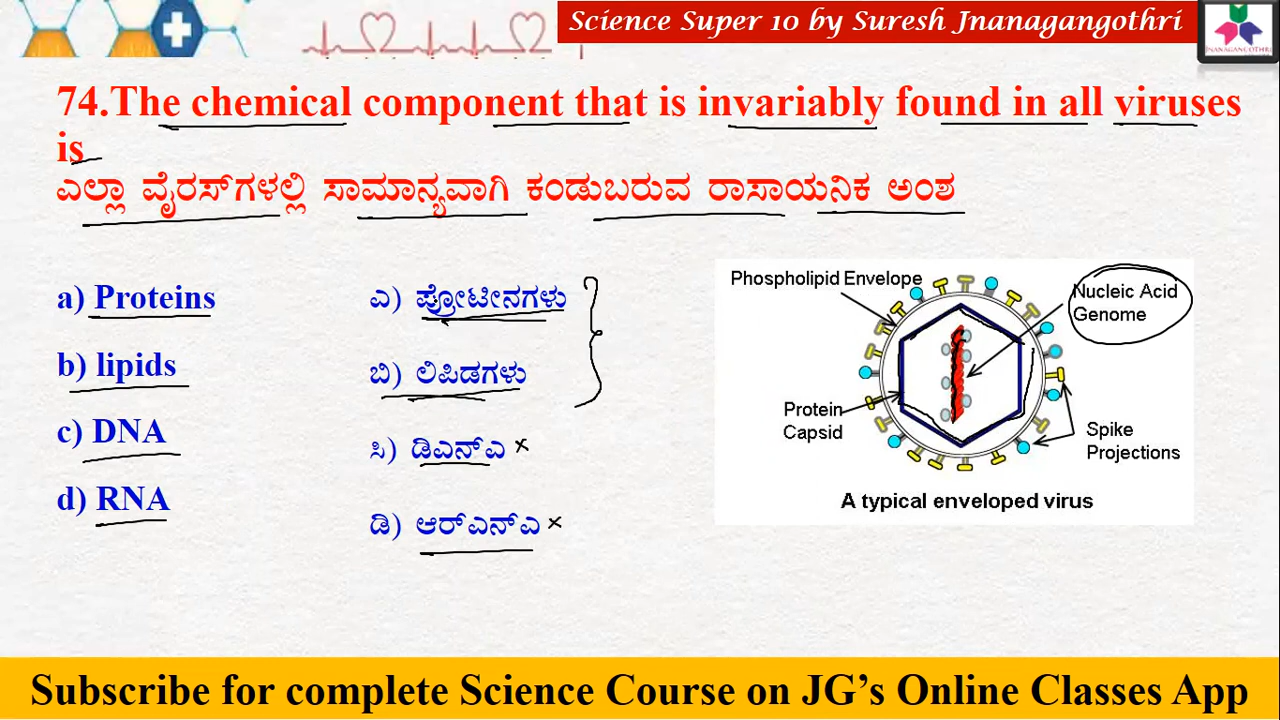 Science Super 10 by Suresh Jnanagangothri
JNANAGANGOTHRI
74.The chemical component that is invariably found in all viruses
is
ಎಲ್ಲಾ ವೈರಸ್‌ಗಳಲ್ಲಿ ಸಾಮಾನ್ಯವಾಗಿ ಕಂಡುಬರುವ ರಾಸಾಯನಿಕ ಅಂಶ
a) Proteins
b) lipids
c) DNA
d) RNA
ಎ) ಪ್ರೋಟೀನಗಳು
ಬಿ) ಲಿಪಿಡಗಳು
ಸಿ) ಡಿಎನ್ಎ
ಡಿ) ಆರ್ಎನ್ಎ
Phospholipid Envelope
Nucleic Acid
Genome
Protein
Capsid
Spike
Projections
A typical enveloped virus
Subscribe for complete Science Course on JG’s Online Classes App